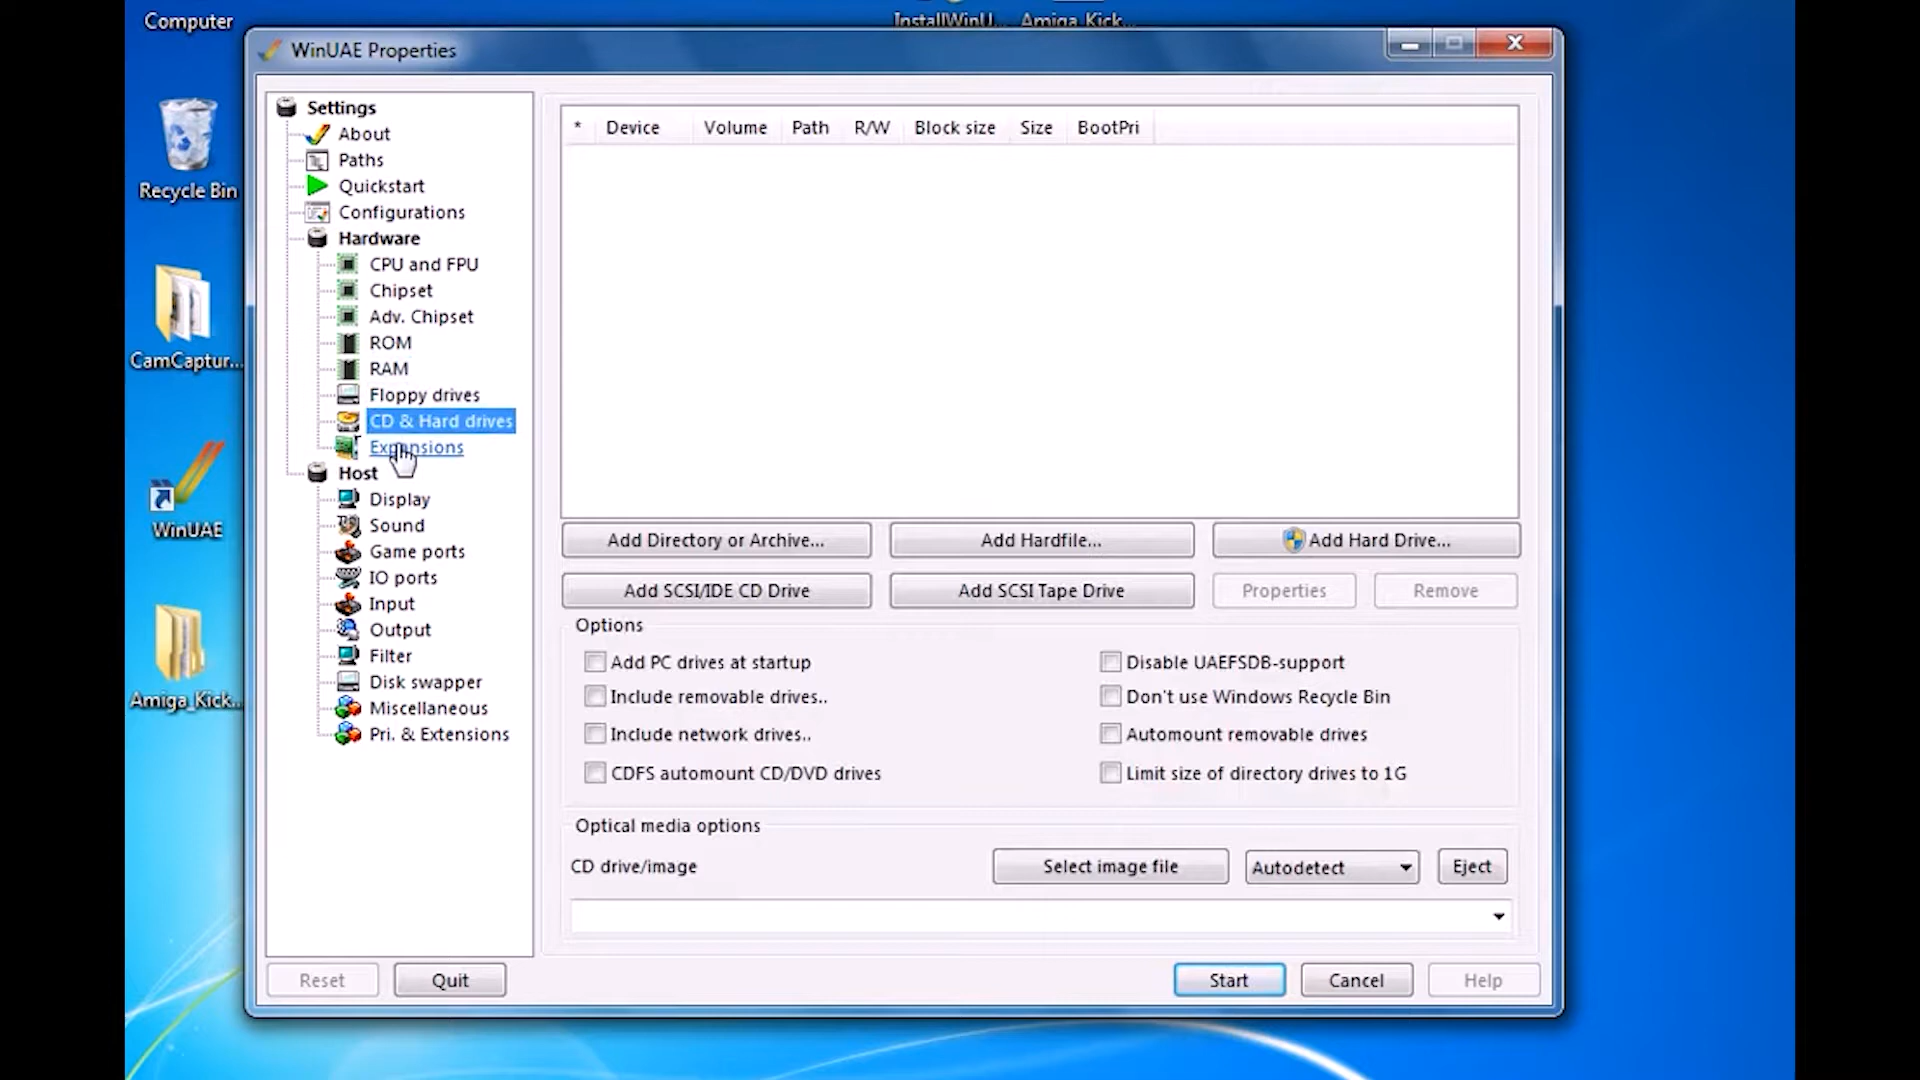 Computer
InstallWinU...
Amiga_Kick...
WinUAE Properties
Recycle Bin
CamCaptur...
WinUAE
Amiga_Kick...
Settings
About
Paths
Quickstart
Configurations
Hardware
CPU and FPU
Chipset
Adv. Chipset
ROM
RAM
Floppy drives
CD & Hard drives
Expansions
Host
Display
Sound
Game ports
IO ports
Input
Output
Filter
Disk swapper
Miscellaneous
Pri. & Extensions
* Device Volume Path R/W Block size Size BootPri
Add Directory or Archive... Add Hardfile... Add Hard Drive...
Add SCSI/IDE CD Drive Add SCSI Tape Drive Properties Remove
Options
Add PC drives at startup Disable UAEFSDB-support
Include removable drives.. Don't use Windows Recycle Bin
Include network drives.. Automount removable drives
CDFS automount CD/DVD drives Limit size of directory drives to 1G
Optical media options
CD drive/image Select image file Autodetect Eject
Reset Quit Start Cancel Help